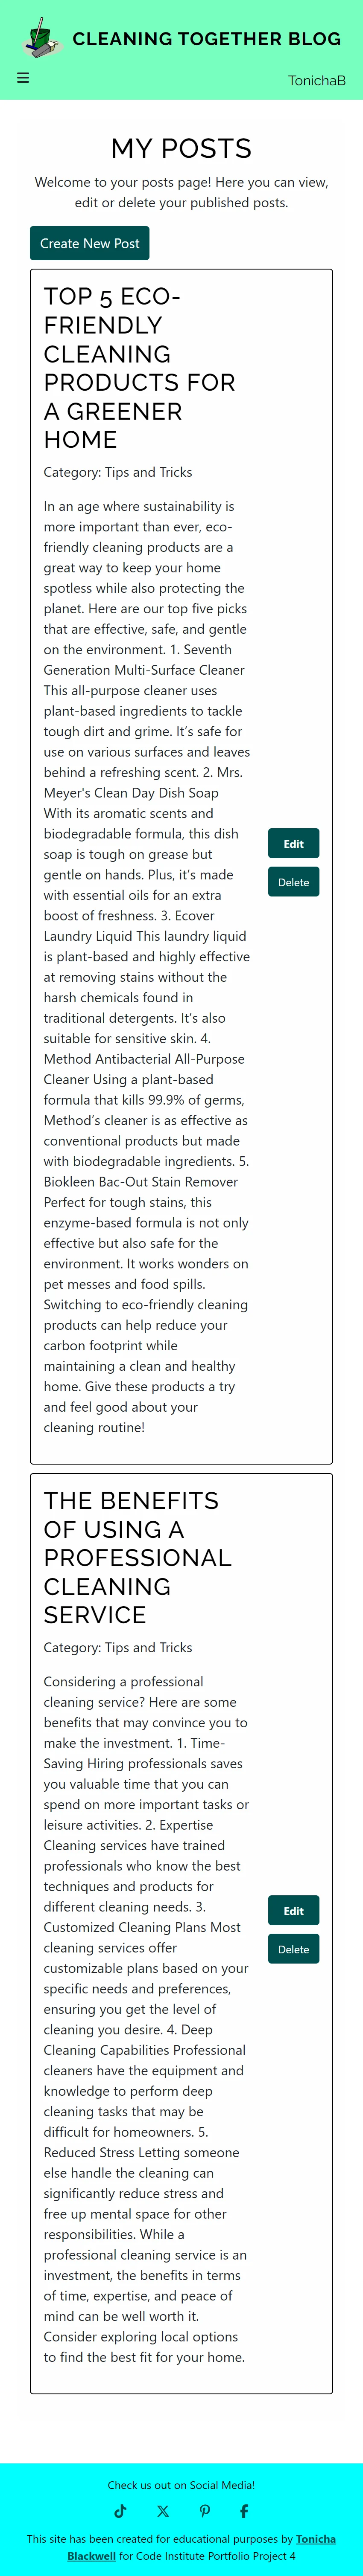 CLEANING TOGETHER BLOG
TonichaB
MY POSTS
Welcome to your posts page! Here you can view,
edit or delete your published posts.
Create New Post
TOP 5 ECO-
FRIENDLY
CLEANING
PRODUCTS FOR
A GREENER
HOME
Category: Tips and Tricks
In an age where sustainability is
more important than ever, eco-
friendly cleaning products are a
great way to keep your home
spotless while also protecting the
planet. Here are our top five picks
that are effective, safe, and gentle
on the environment. 1. Seventh
Generation Multi-Surface Cleaner
This all-purpose cleaner uses
plant-based ingredients to tackle
tough dirt and grime. It's safe for
use on various surfaces and leaves
behind a refreshing scent. 2. Mrs.
Meyer's Clean Day Dish Soap
With its aromatic scents and
biodegradable formula, this dish
soap is tough on grease but
gentle on hands. Plus, it's made
with essential oils for an extra
boost of freshness. 3. Ecover
Laundry Liquid This laundry liquid
is plant-based and highly effective
at removing stains without the
harsh chemicals found in
traditional detergents. It's also
suitable for sensitive skin. 4.
Method Antibacterial All-Purpose
Cleaner Using a plant-based
formula that kills 99.9% of germs,
Method's cleaner is as effective as
conventional products but made
with biodegradable ingredients. 5.
Biokleen Bac-Out Stain Remover
Perfect for tough stains, this
enzyme-based formula is not only
effective but also safe for the
environment. It works wonders on
pet messes and food spills.
Switching to eco-friendly cleaning
products can help reduce your
carbon footprint while
maintaining a clean and healthy
home. Give these products a try
and feel good about your
cleaning routine!
Edit
Delete
THE BENEFITS
OF USING A
PROFESSIONAL
CLEANING
SERVICE
Category: Tips and Tricks
Considering a professional
cleaning service? Here are some
benefits that may convince you to
make the investment. 1. Time-
Saving Hiring professionals saves
you valuable time that you can
spend on more important tasks or
leisure activities. 2. Expertise
Cleaning services have trained
professionals who know the best
techniques and products for
different cleaning needs. 3.
Customized Cleaning Plans Most
cleaning services offer
customizable plans based on your
specific needs and preferences,
ensuring you get the level of
cleaning you desire. 4. Deep
Cleaning Capabilities Professional
cleaners have the equipment and
knowledge to perform deep
cleaning tasks that may be
difficult for homeowners. 5.
Reduced Stress Letting someone
else handle the cleaning can
significantly reduce stress and
free up mental space for other
responsibilities. While a
professional cleaning service is an
investment, the benefits in terms
of time, expertise, and peace of
mind can be well worth it.
Consider exploring local options
to find the best fit for your home.
Edit
Delete
Check us out on Social Media!
This site has been created for educational purposes by Tonicha
Blackwell for Code Institute Portfolio Project 4